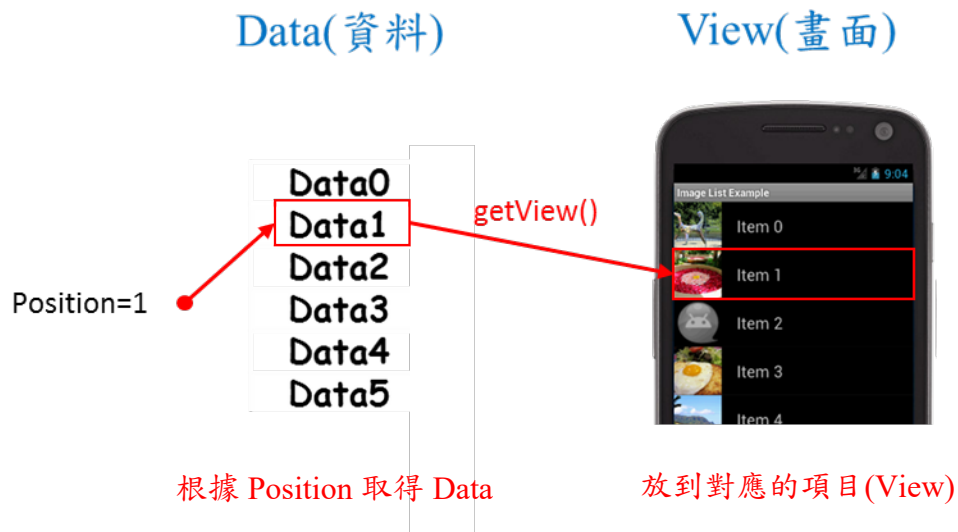 Data(資料)
View(畫面)
Data0
Data1
Data2
Data3
Data4
Data5
Position=1
getView()
9:04
Image List Example
Item 0
Item 1
Item 2
Item 3
Item 4
根據 Position 取得 Data
放到對應的項目(View)